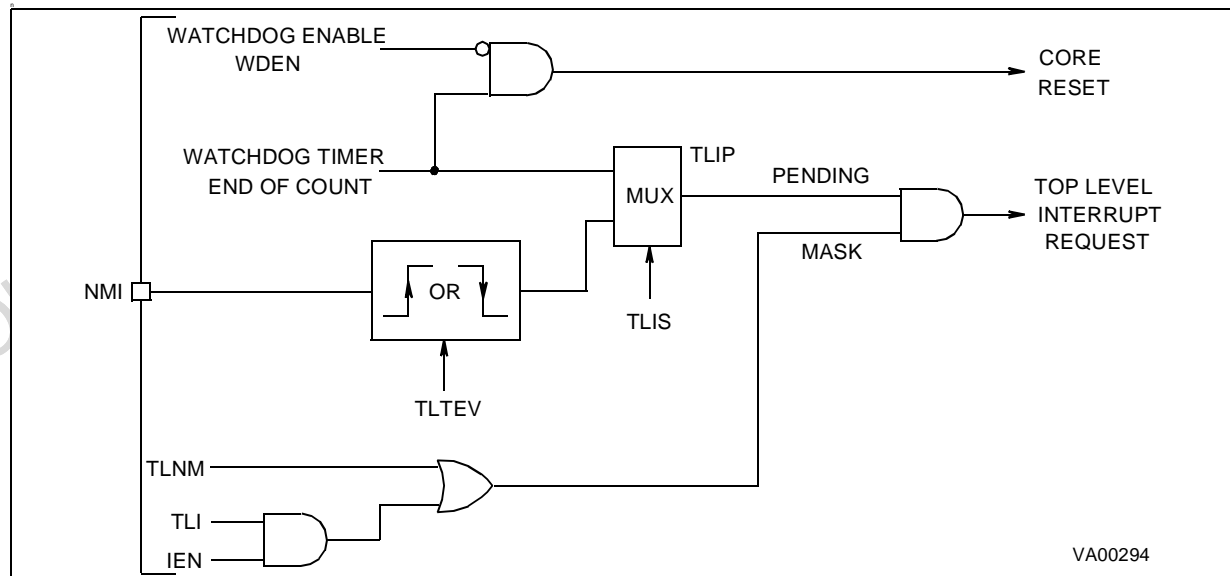 WATCHDOG ENABLE
WDEN
CORE
RESET
WATCHDOG TIMER
END OF COUNT
TLIP
MUX
PENDING
TOP LEVEL
INTERRUPT
REQUEST
MASK
NMI
OR
TLIS
TLTEV
TLNM
TLI
IEN
VA00294